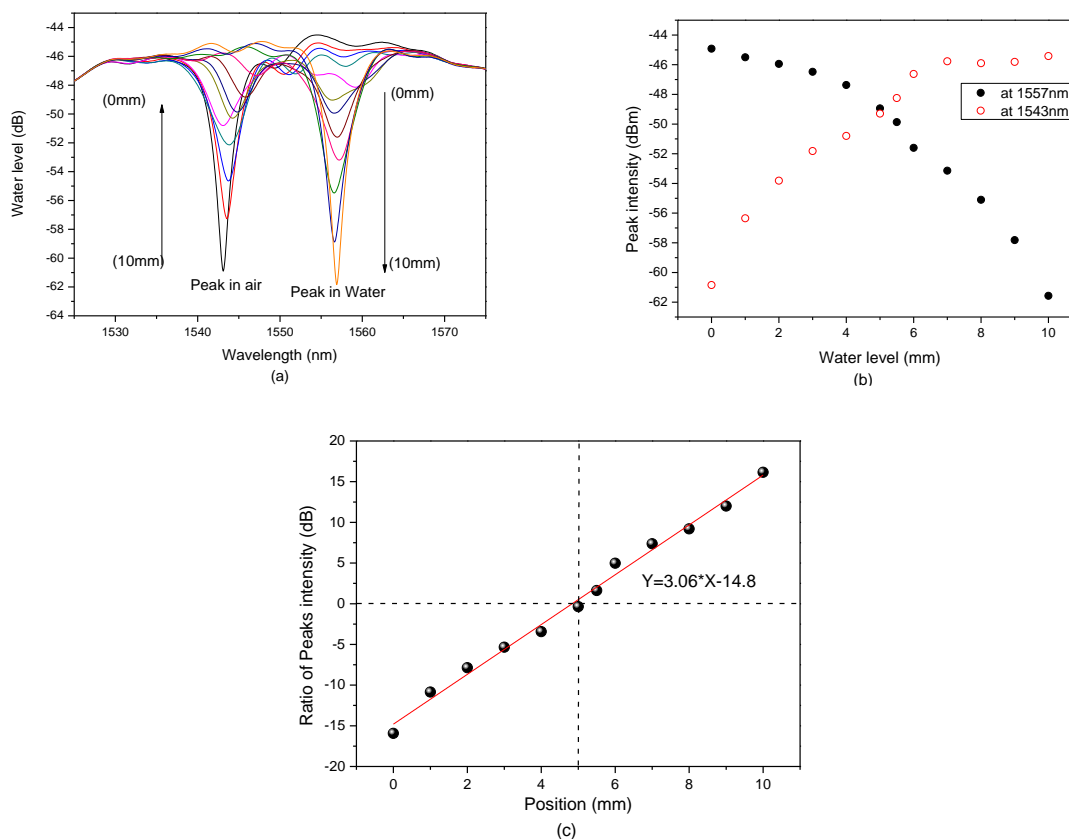 -44
-46
-48
-50
-52
-54
-56
-58
-60
-62
-64
Water level (dB)
(0mm)
(0mm)
(10mm)
(10mm)
Peak in air
Peak in Water
1530 1540 1550 1560 1570
Wavelength (nm)
(a)
-46
-48
-50
-52
-54
-56
-58
-60
-62
Peak intensity (dBm)
at 1557nm
at 1543nm
0 2 4 6 8 10
Water level (mm)
(b)
20
15
10
5
0
-5
-10
-15
-20
Ratio of Peaks intensity (dB)
Y=3.06*X-14.8
0 2 4 6 8 10
Position (mm)
(c)